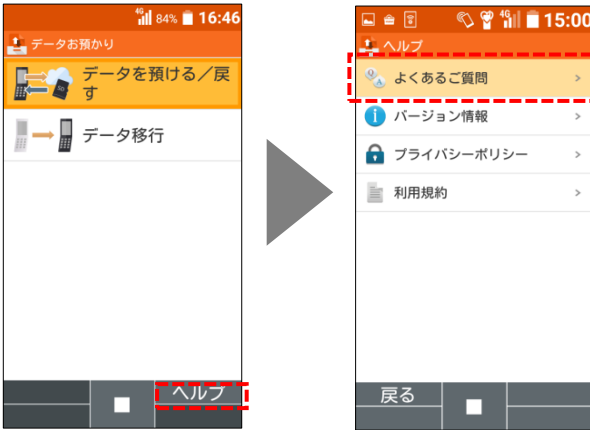 4G 84% 16:46
データお預かり
データを預ける／戻
す
データ移行
ヘルプ
4G 15:00
ヘルプ
よくあるご質問
バージョン情報
プライバシーポリシー
利用規約
戻る